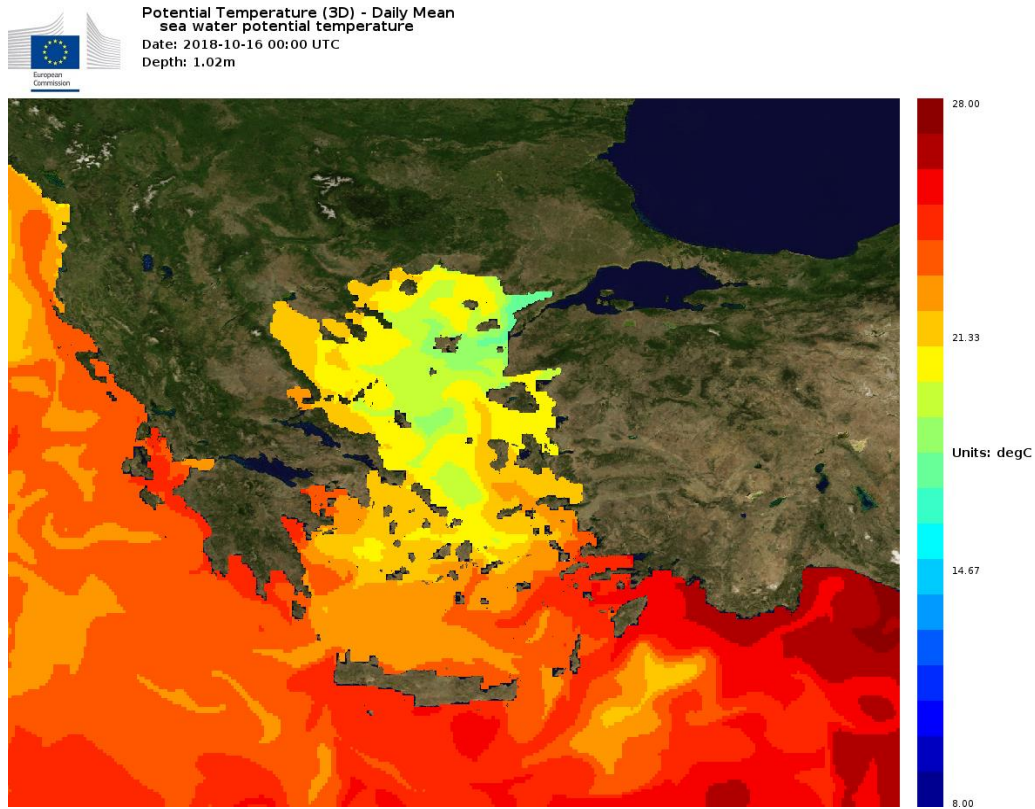 Potential Temperature (3D) - Daily Mean
sea water potential temperature
Date: 2018-10-16 00:00 UTC
Depth: 1.02m
European
Commission
28.00
21.33
Units: degC
14.67
8.00